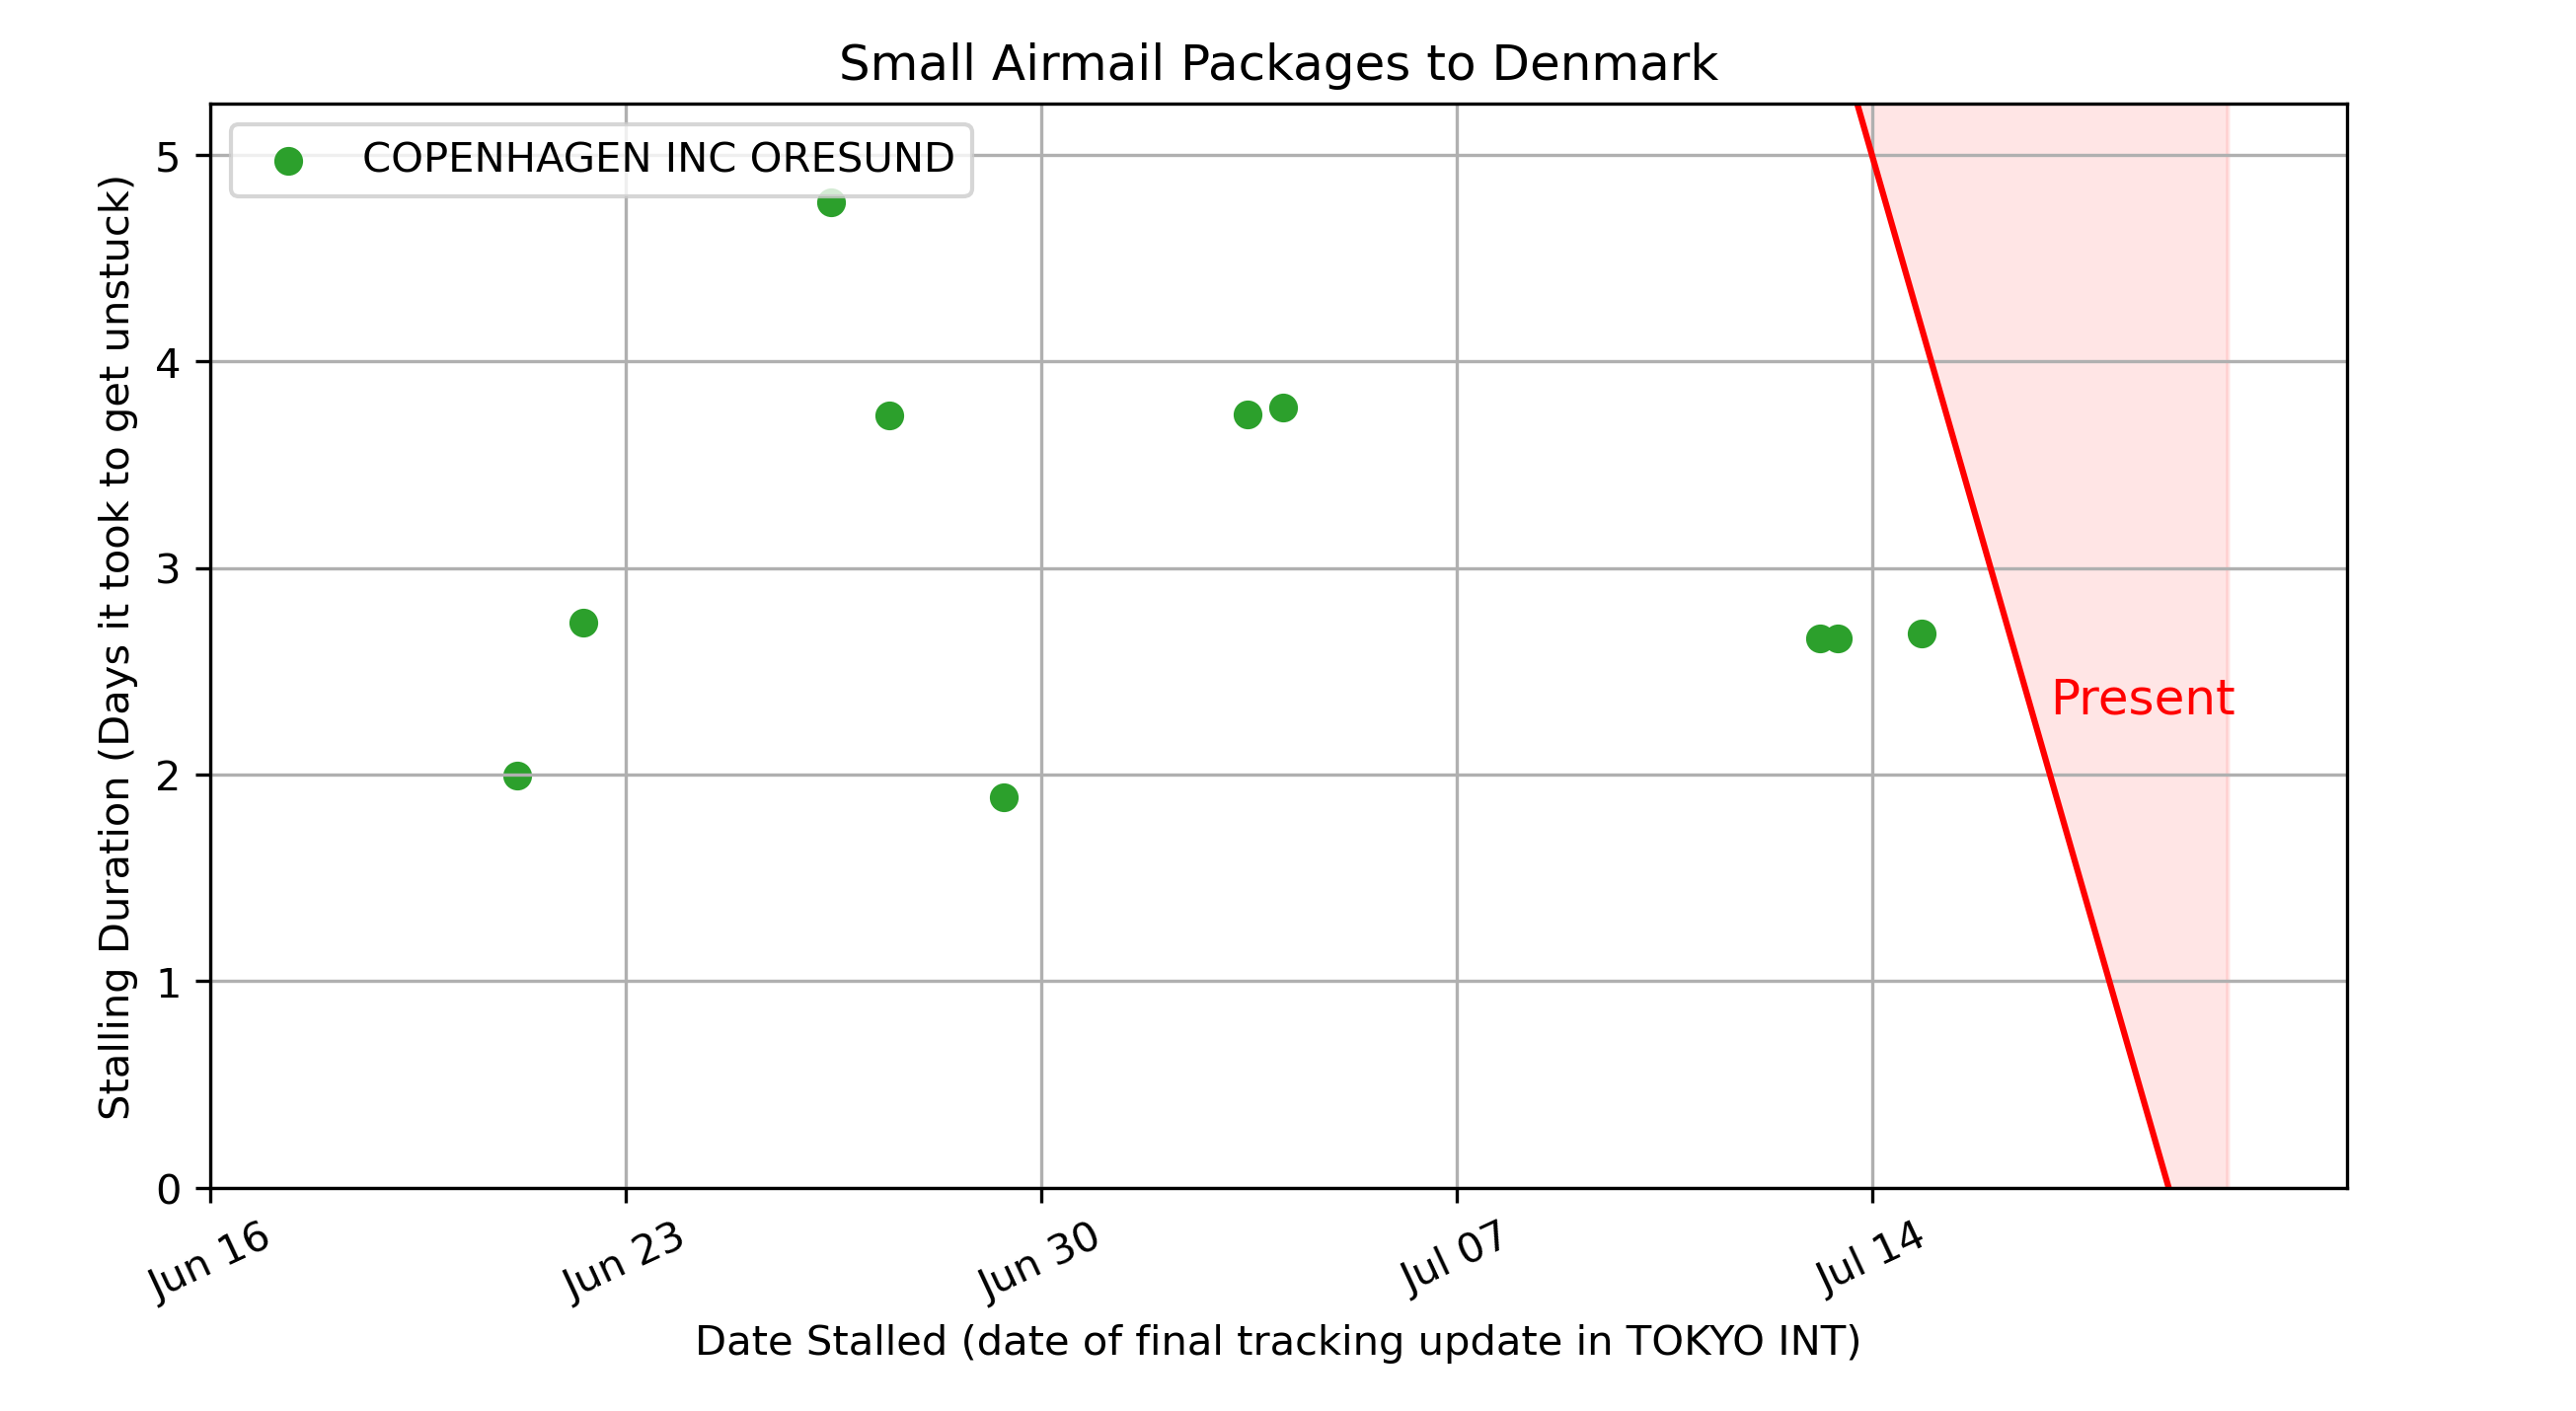 Small Airmail Packages to Denmark
COPENHAGEN INC ORESUND
Stalling Duration (Days it took to get unstuck)
5
4
3
2
1
0
Present
Jun 16
Jun 23
Jun 30
Jul 07
Jul 14
Date Stalled (date of final tracking update in TOKYO INT)